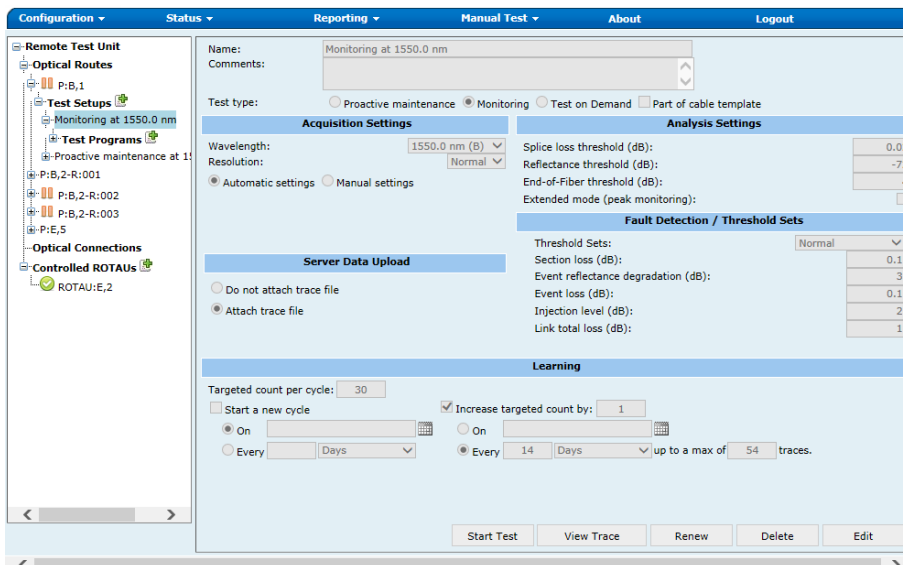 Configuration Status Reporting Manual Test About Logout
Remote Test Unit
Optical Routes
P:B,1
Test Setups
Monitoring at 1550.0 nm
Test Programs
Proactive maintenance at
P:B,2-R:001
P:B,2-R:002
P:B,2-R:003
P:E,5
Optical Connections
Controlled ROTAUs
ROTAU:E,2
Name: Monitoring at 1550.0 nm
Comments:
Test type: Proactive maintenance Monitoring Test on Demand Part of cable template
Acquisition Settings
Wavelength: 1550.0 nm (B)
Resolution: Normal
Automatic settings Manual settings
Server Data Upload
Do not attach trace file
Attach trace file
Analysis Settings
Splice loss threshold (dB):
Reflectance threshold (dB):
End-of-Fiber threshold (dB):
Extended mode (peak monitoring):
Fault Detection / Threshold Sets
Threshold Sets: Normal
Section loss (dB):
Event reflectance degradation (dB):
Event loss (dB):
Injection level (dB):
Link total loss (dB):
Learning
Targeted count per cycle: 30
Start a new cycle
On
Every Days
Increase targeted count by: 1
On
Every 14 Days up to a max of 54 traces.
Start Test View Trace Renew Delete Edit